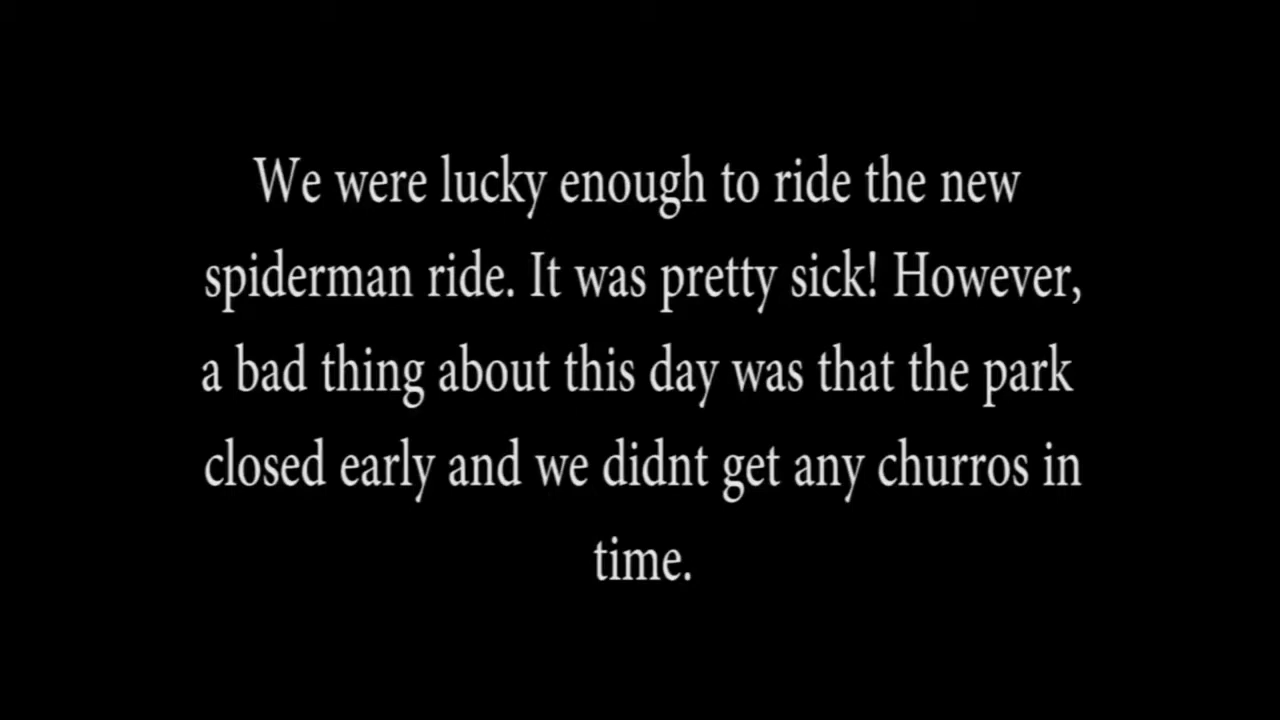 We were lucky enough to ride the new
spiderman ride. It was pretty sick! However,
a bad thing about this day was that the park
closed early and we didnt get any churros in
time.